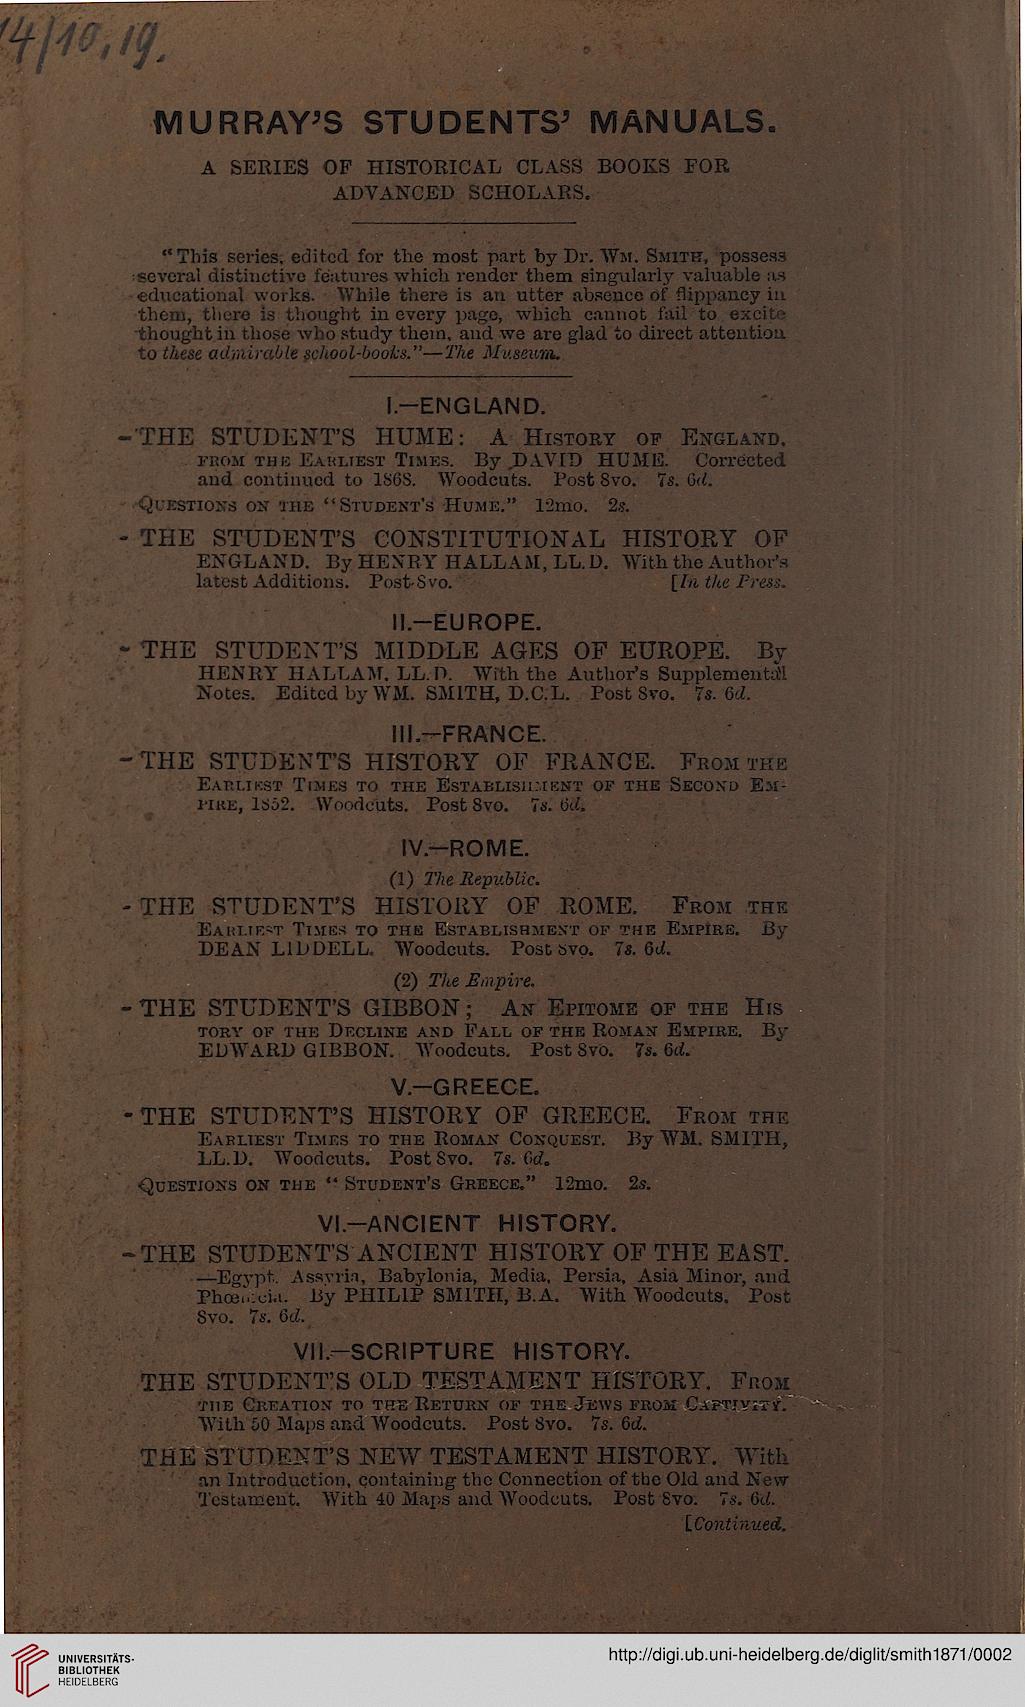 14/10,19.
MURRAY'S STUDENTS' MANUALS.
A SERIES OF HISTORICAL CLASS BOOKS FOR
ADVANCED SCHOLARS.
"This series, edited for the most part by Dr. WM. SMITH, possess
several distinctive features which render them singularly valuable as
educational works. While there is an utter absence of flippancy in
them, there is thought in every page, which cannot fail to excite
thought in those who study them, and we are glad to direct attention
to these admirable school-books."—The Museum.
I.—ENGLAND.
-THE STUDENT'S HUME: A HISTORY OF ENGLAND,
FROM THE EARLIEST TIMES. By DAVID HUME. Corrected
and continued to 1868. Woodcuts. Post 8vo. 7s. 6d.
QUESTIONS ON THE "STUDENT'S HUME." 12mo. 2s.
- THE STUDENT'S CONSTITUTIONAL HISTORY OF
ENGLAND. By HENRY HALLAM, LL.D. With the Author's
latest Additions. Post 8vo. [In the Press.
II.—EUROPE.
- THE STUDENT'S MIDDLE AGES OF EUROPE. By
HENRY HALLAM, LL.D. With the Author's Supplemental
Notes. Edited by WM. SMITH, D.C.L. Post 8vo. 7s. 6d.
III.—FRANCE.
- THE STUDENT'S HISTORY OF FRANCE. FROM THE
EARLIEST TIMES TO THE ESTABLISHMENT OF THE SECOND EM-
PIRE, 1852. Woodcuts. Post 8vo. 7s. 6d.
IV.—ROME.
(1) The Republic.
- THE STUDENT'S HISTORY OF ROME. FROM THE
EARLIEST TIMES TO THE ESTABLISHMENT OF THE EMPIRE. By
DEAN LIDDELL. Woodcuts. Post 8vo. 7s. 6d.
(2) The Empire.
- THE STUDENT'S GIBBON; AN EPITOME OF THE HIS
TORY OF THE DECLINE AND FALL OF THE ROMAN EMPIRE. By
EDWARD GIBBON. Woodcuts. Post 8vo. 7s. 6d.
V.—GREECE.
- THE STUDENT'S HISTORY OF GREECE. FROM THE
EARLIEST TIMES TO THE ROMAN CONQUEST. By WM. SMITH,
LL.D. Woodcuts. Post 8vo. 7s. 6d.
QUESTIONS ON THE "STUDENT'S GREECE." 12mo. 2s.
VI.—ANCIENT HISTORY.
- THE STUDENT'S ANCIENT HISTORY OF THE EAST.
—Egypt, Assyria, Babylonia, Media, Persia, Asia Minor, and
Phœnicia. By PHILIP SMITH, B.A. With Woodcuts. Post
8vo. 7s. 6d.
VII.—SCRIPTURE HISTORY.
THE STUDENT'S OLD TESTAMENT HISTORY. FROM
THE CREATION TO THE RETURN OF THE JEWS FROM CAPTIVITY.
With 50 Maps and Woodcuts. Post 8vo. 7s. 6d.
THE STUDENT'S NEW TESTAMENT HISTORY. With
an Introduction, containing the Connection of the Old and New
Testament. With 40 Maps and Woodcuts. Post 8vo. 7s. 6d.
[Continued.
UNIVERSITÄTS-
BIBLIOTHEK
HEIDELBERG
http://digi.ub.uni-heidelberg.de/diglit/smith1871/0002